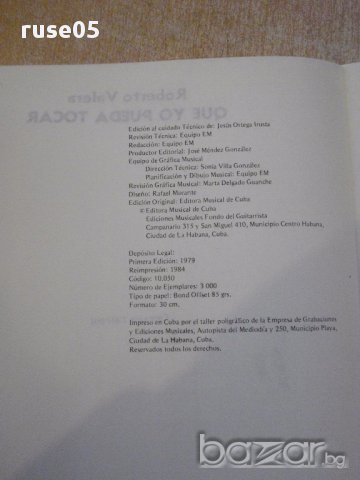 ruse05
Roberto Valera
QUE YO PUEDA TOCAR
Edición al cuidado Técnico de: Jesús Ortega Irusta
Revisión Técnica: Equipo EM
Redacción: Equipo EM
Productor Editorial: José Méndez González
Equipo de Gráfica Musical
Dirección Técnica: Sonia Villa González
Planificación y Dibujo Musical: Equipo EM
Revisión Gráfica Musical: Marta Delgado Guanche
Diseño: Rafael Morante
Edición Original: Editora Musical de Cuba
© Editora Musical de Cuba
Ediciones Musicales Fondo del Guitarrista
Campanario 315 y San Miguel 410, Municipio Centro Habana,
Ciudad de La Habana, Cuba.
Depósito Legal:
Primera Edición: 1979
Reimpresión: 1984
Código: 10.050
Número de Ejemplares: 3 000
Tipo de papel: Bond Offset 85 grs.
Formato: 30 cm.
Impreso en Cuba por el taller poligráfico de la Empresa de Grabaciones
y Ediciones Musicales, Autopista del Mediodía y 250, Municipio Playa,
Ciudad de La Habana, Cuba.
Reservados todos los derechos.
bazar.bg